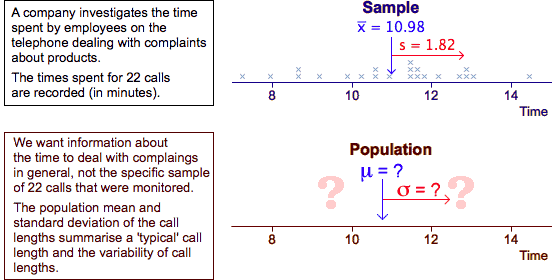 A company investigates the time
spent by employees on the
telephone dealing with complaints
about products.
The times spent for 22 calls
are recorded (in minutes).
Sample
x̅ = 10.98
s = 1.82
8 10 12 14
Time
We want information about
the time to deal with complaings
in general, not the specific sample
of 22 calls that were monitored.
The population mean and
standard deviation of the call
lengths summarise a 'typical' call
length and the variability of call
lengths.
Population
μ = ?
? σ = ? ?
8 10 12 14
Time